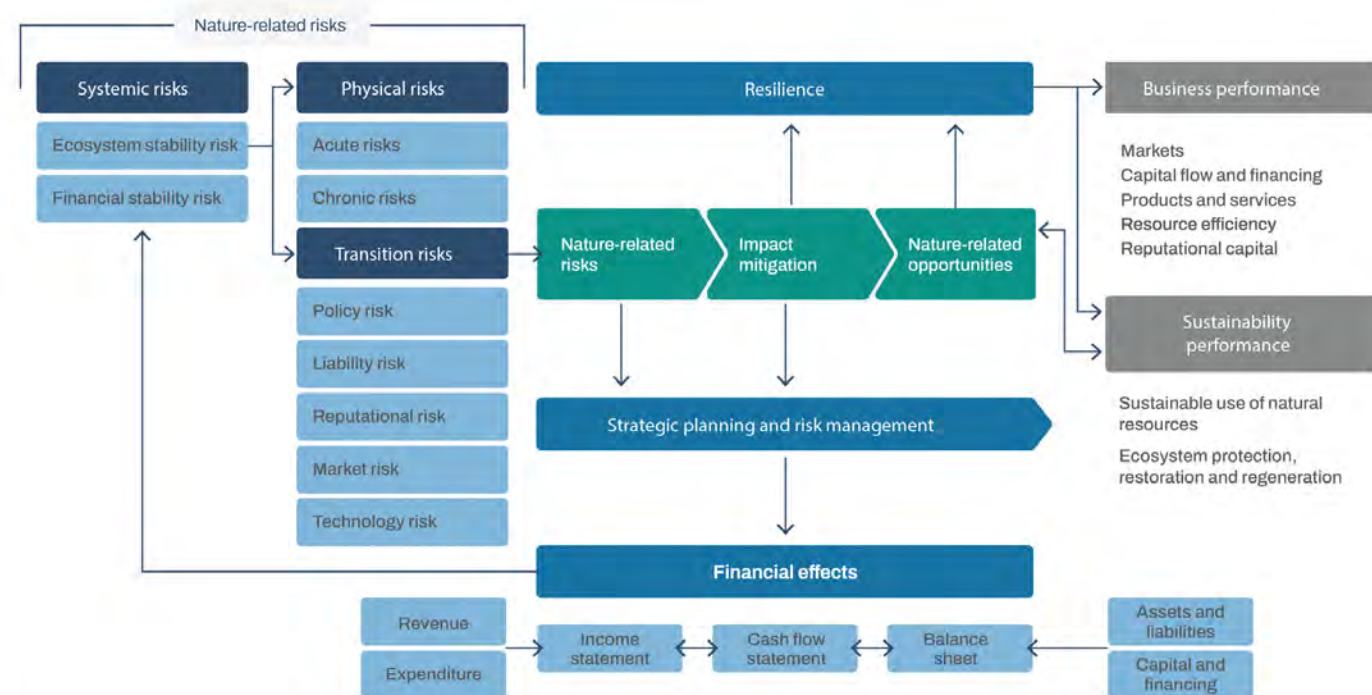 Nature-related risks
Systemic risks
Ecosystem stability risk
Financial stability risk
Physical risks
Acute risks
Chronic risks
Transition risks
Policy risk
Liability risk
Reputational risk
Market risk
Technology risk
Resilience
Nature-related
risks
Impact
mitigation
Nature-related
opportunities
Strategic planning and risk management
Financial effects
Business performance
Markets
Capital flow and financing
Products and services
Resource efficiency
Reputational capital
Sustainability
performance
Sustainable use of natural
resources
Ecosystem protection,
restoration and regeneration
Revenue
Expenditure
Income
statement
Cash flow
statement
Balance
sheet
Assets and
liabilities
Capital and
financing